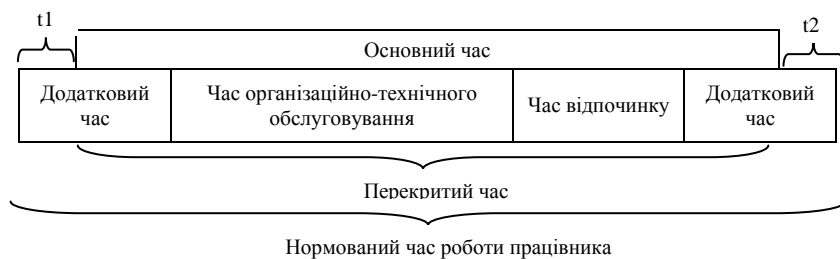 t1
t2
Основний час
Додатковий
час
Час організаційно-технічного
обслуговування
Час відпочинку
Додатковий
час
Перекритий час
Нормований час роботи працівника